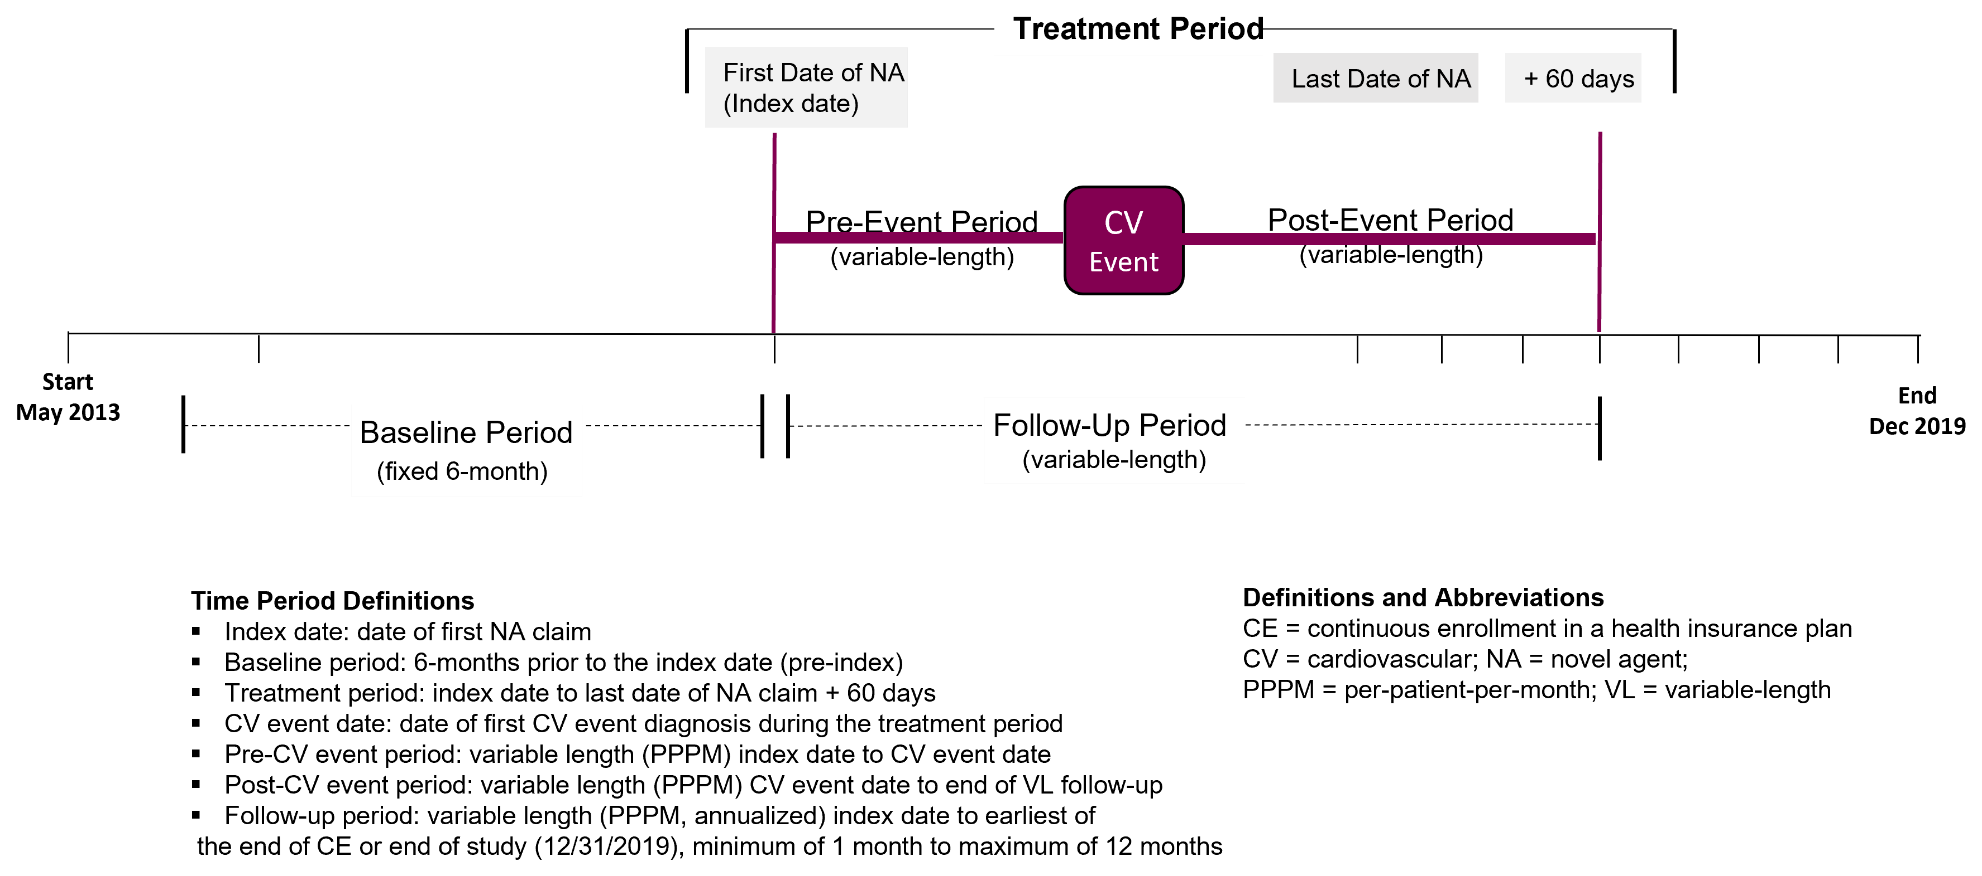 Treatment Period
First Date of NA
(Index date)
Last Date of NA
+ 60 days
Pre-Event Period
(variable-length)
CV
Event
Post-Event Period
(variable-length)
Start
May 2013
End
Dec 2019
Baseline Period
(fixed 6-month)
Follow-Up Period
(variable-length)
Time Period Definitions
▪ Index date: date of first NA claim
▪ Baseline period: 6-months prior to the index date (pre-index)
▪ Treatment period: index date to last date of NA claim + 60 days
▪ CV event date: date of first CV event diagnosis during the treatment period
▪ Pre-CV event period: variable length (PPPM) index date to CV event date
▪ Post-CV event period: variable length (PPPM) CV event date to end of VL follow-up
▪ Follow-up period: variable length (PPPM, annualized) index date to earliest of
the end of CE or end of study (12/31/2019), minimum of 1 month to maximum of 12 months
Definitions and Abbreviations
CE = continuous enrollment in a health insurance plan
CV = cardiovascular; NA = novel agent;
PPPM = per-patient-per-month; VL = variable-length